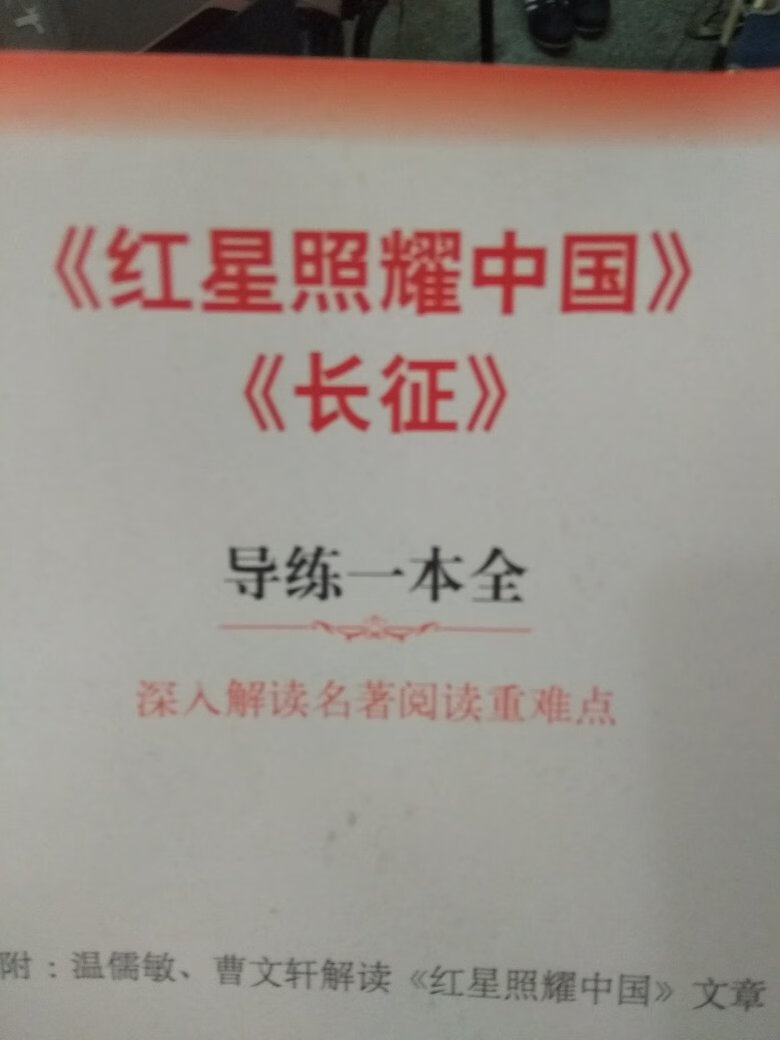 《红星照耀中国》
《长征》
导练一本全
深入解读名著阅读重难点
附：温儒敏、曹文轩解读《红星照耀中国》文章